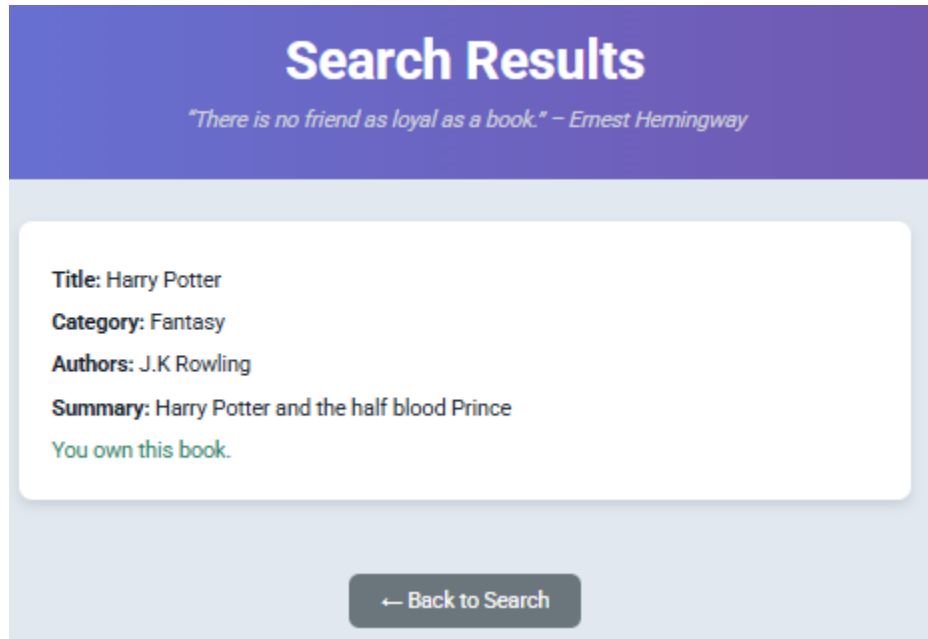 Search Results
“There is no friend as loyal as a book.” – Ernest Hemingway
Title: Harry Potter
Category: Fantasy
Authors: J.K Rowling
Summary: Harry Potter and the half blood Prince
You own this book.
← Back to Search